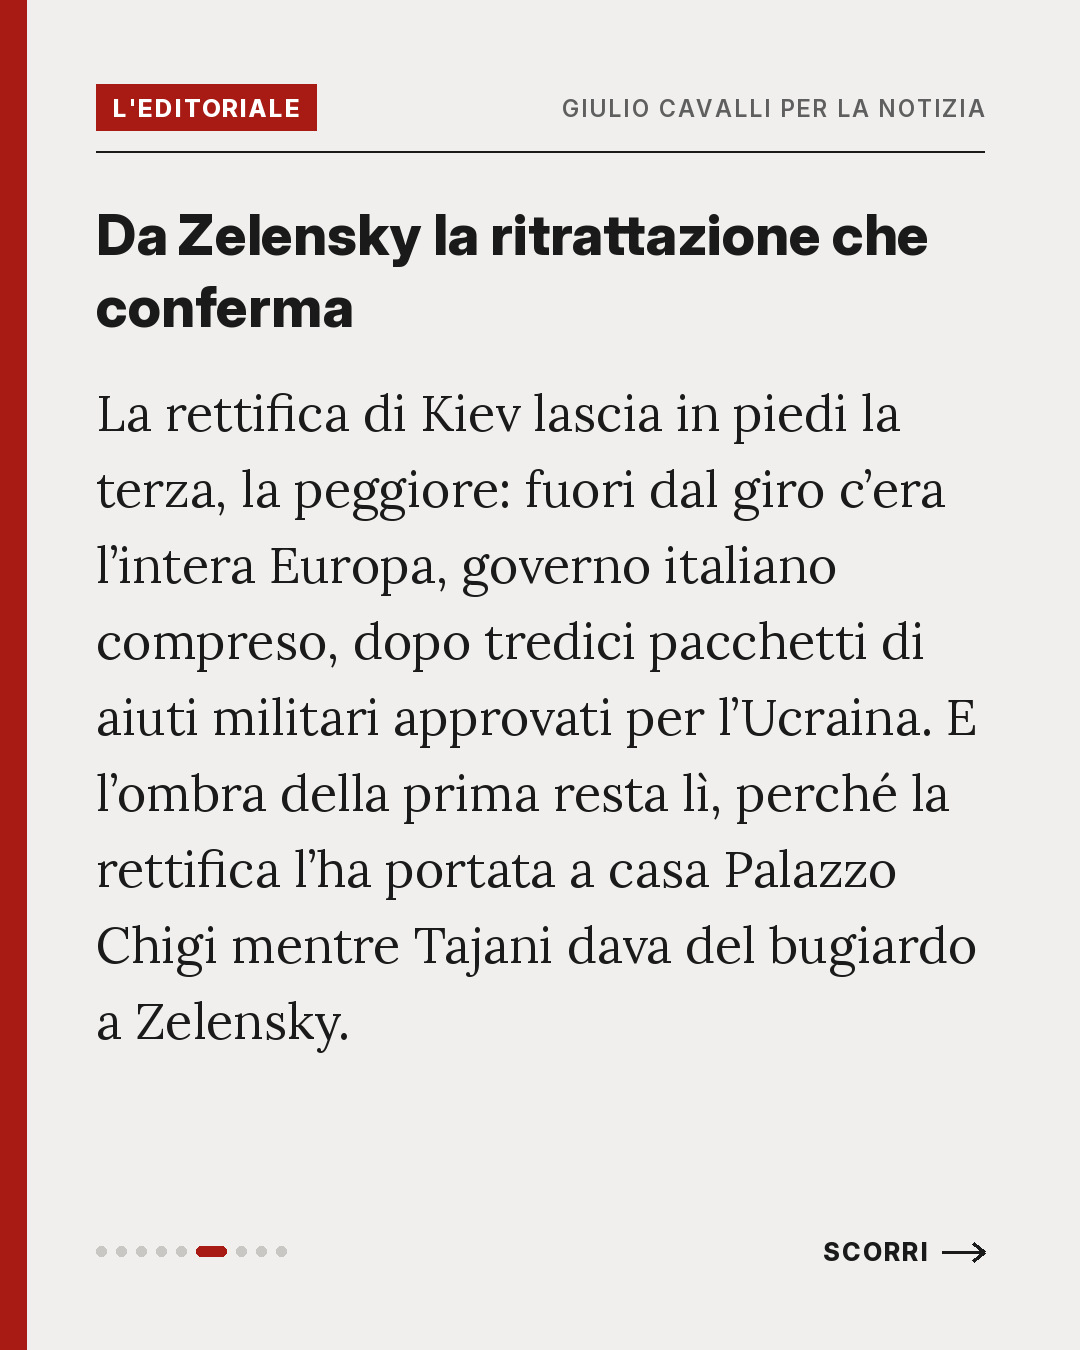 L'EDITORIALE
GIULIO CAVALLI PER LA NOTIZIA
Da Zelensky la ritrattazione che
conferma
La rettifica di Kiev lascia in piedi la
terza, la peggiore: fuori dal giro c’era
l’intera Europa, governo italiano
compreso, dopo tredici pacchetti di
aiuti militari approvati per l’Ucraina. E
l’ombra della prima resta lì, perché la
rettifica l’ha portata a casa Palazzo
Chigi mentre Tajani dava del bugiardo
a Zelensky.
SCORRI